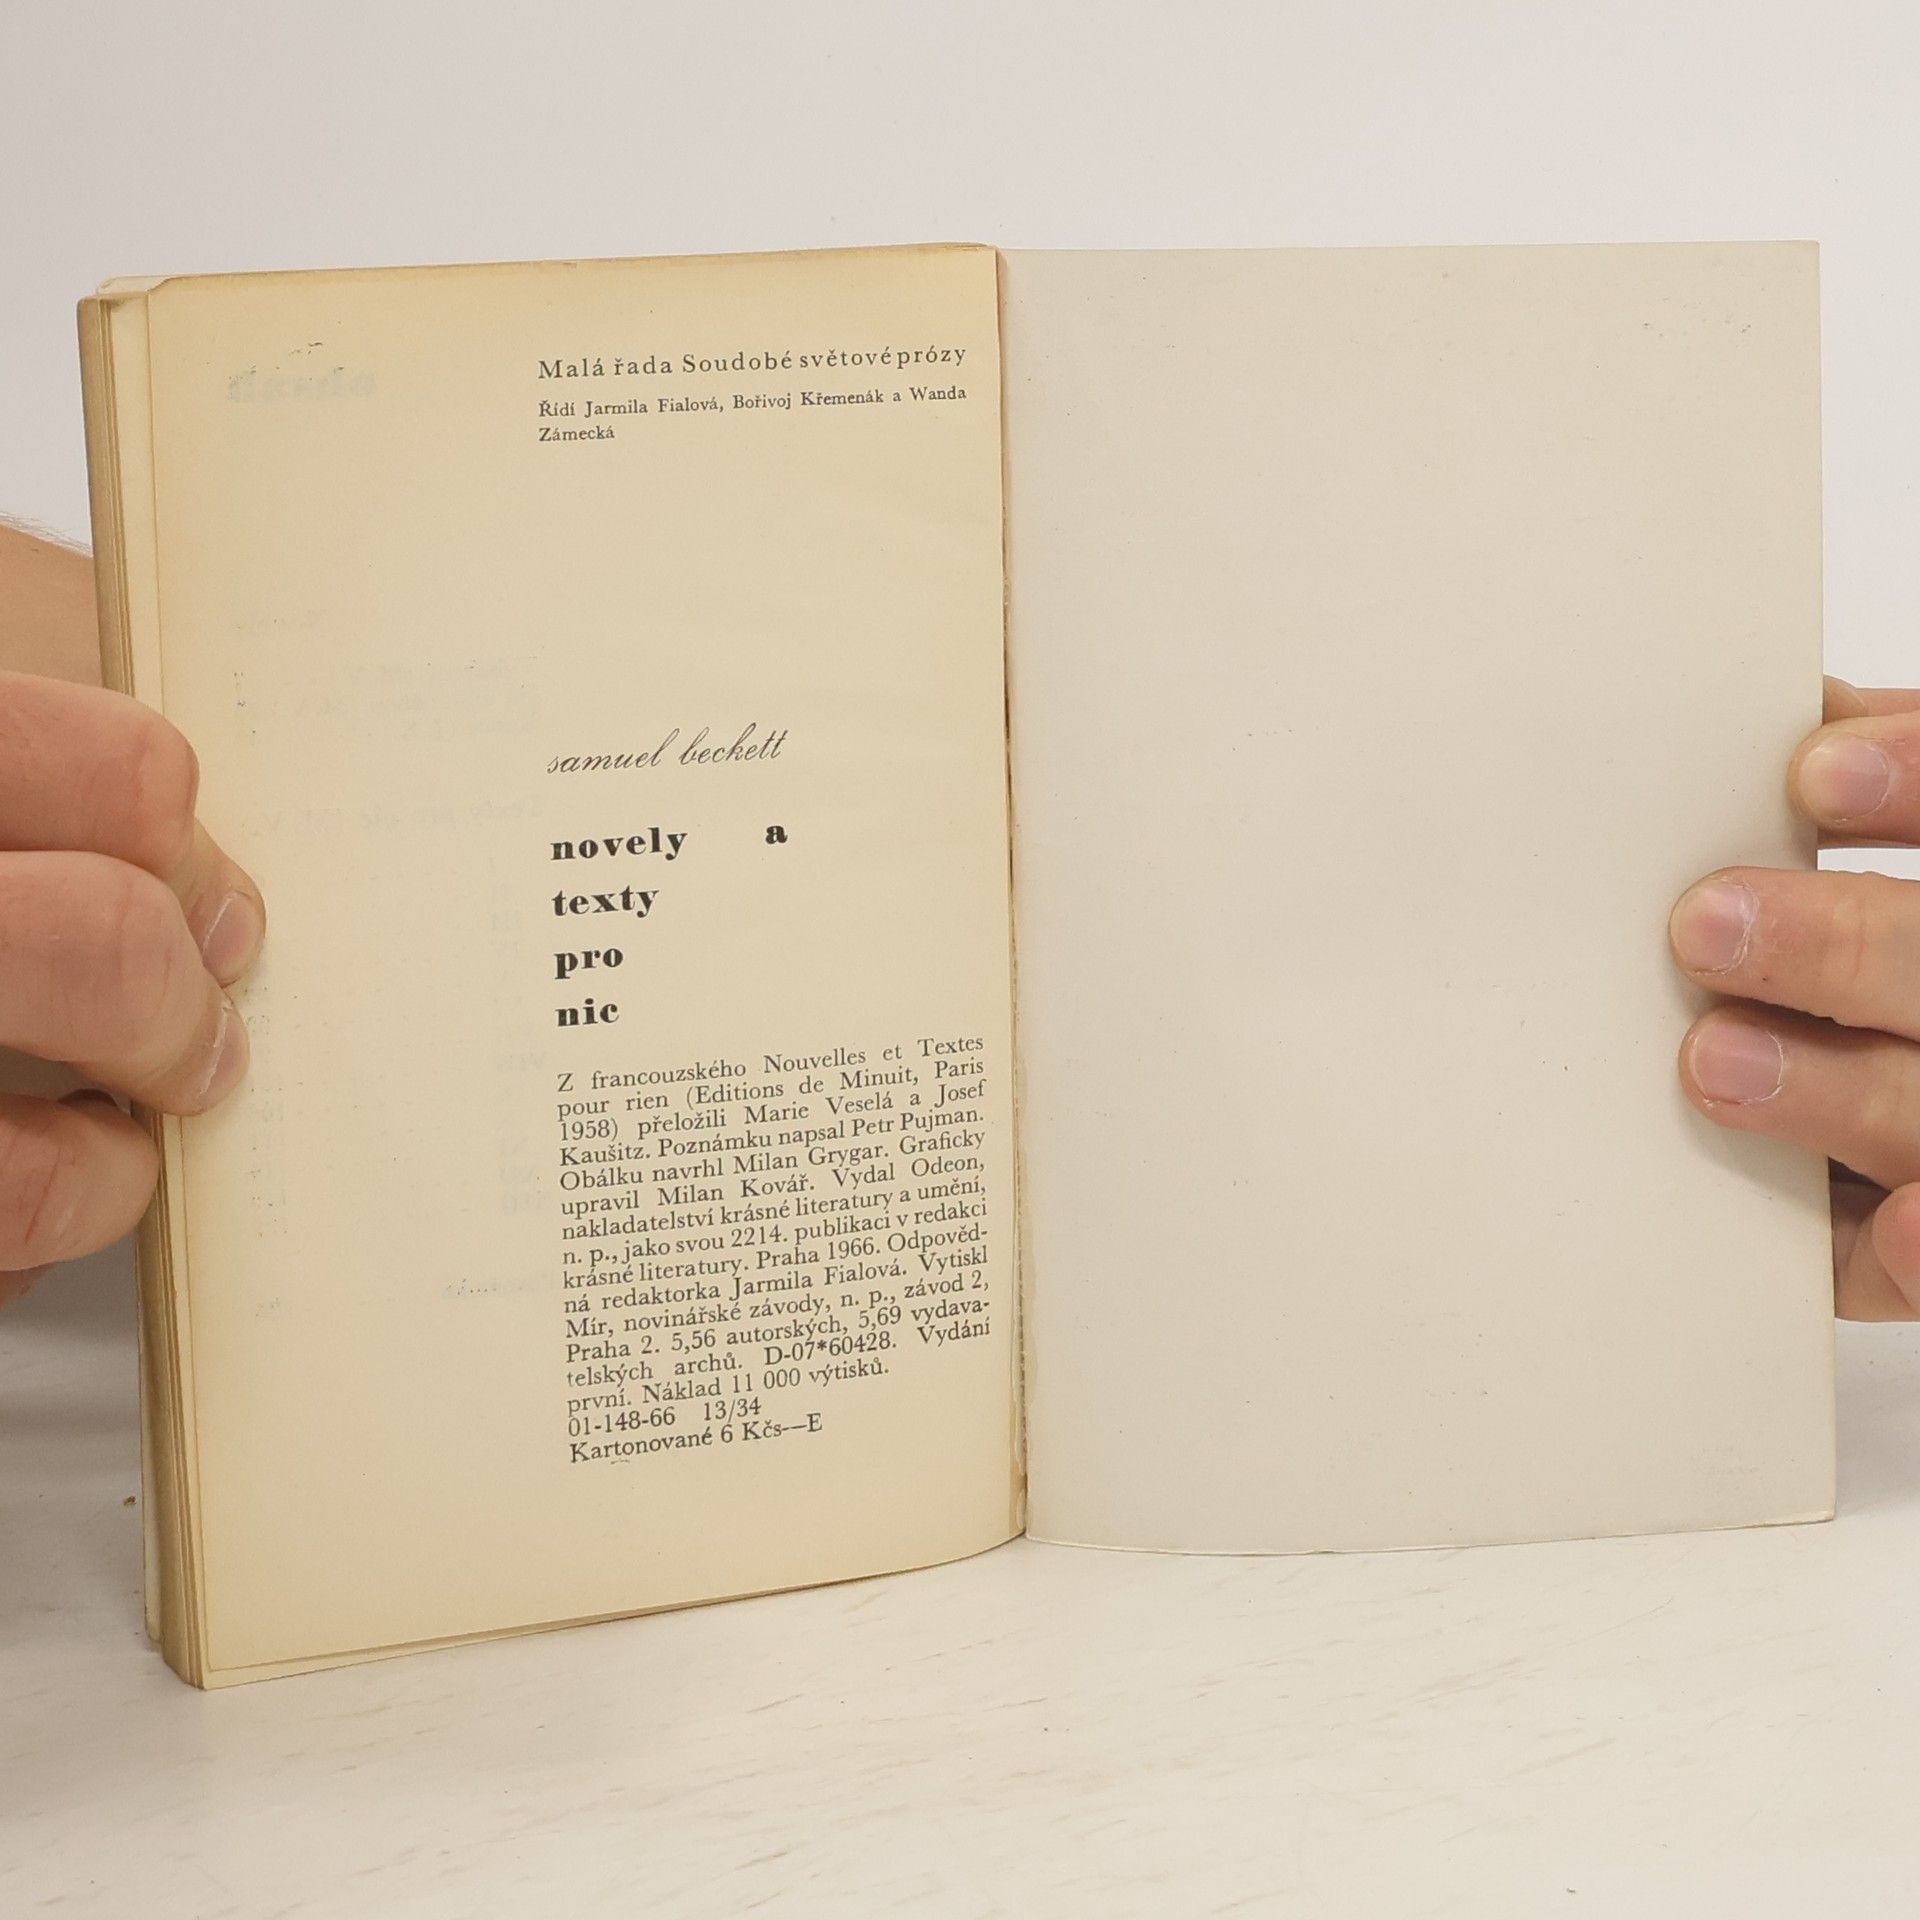 Malá řada Soudobé světové prózy
Řídí Jarmila Fialová, Bořivoj Křemenák a Wanda
Zámecká
samuel beckett
novely a
texty
pro
nic
Z francouzského Nouvelles et Textes
pour rien (Editions de Minuit, Paris
1958) přeložili Marie Veselá a Josef
Kaušitz. Poznámku napsal Petr Pujman.
Obálku navrhl Milan Grygar. Graficky
upravil Milan Kovář. Vydal Odeon,
nakladatelství krásné literatury a umění,
n. p., jako svou 2214. publikaci v redakci
krásné literatury. Praha 1966. Odpověd-
ná redaktorka Jarmila Fialová. Vytiskl
Mír, novinářské závody, n. p., závod 2,
Praha 2. 5,56 autorských, 5,69 vydava-
telských archů. D-07*60428. Vydání
první. Náklad 11 000 výtisků.
01-148-66 13/34
Kartonované 6 Kčs—E